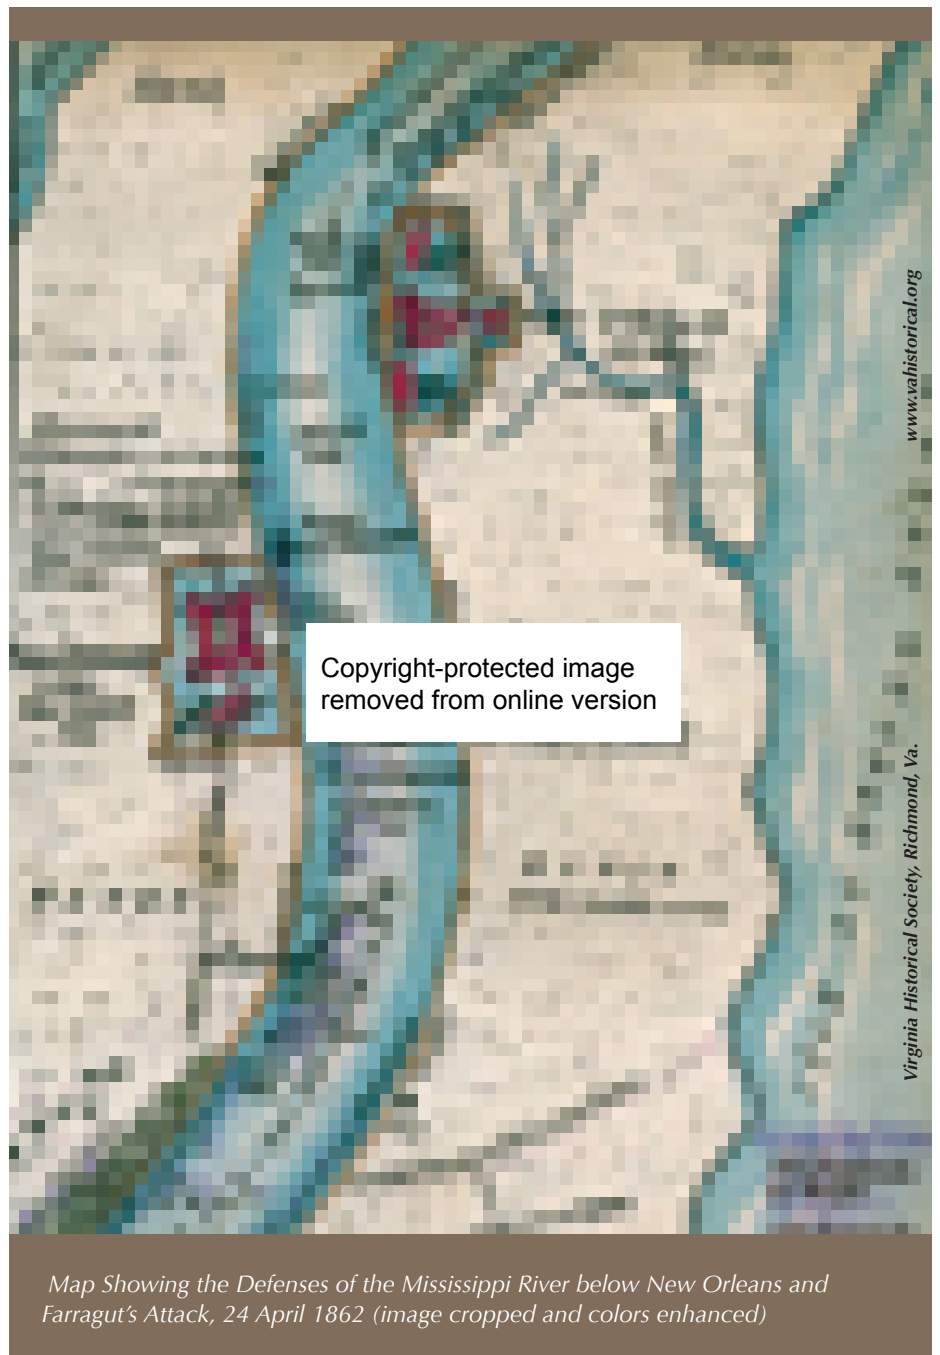 www.vahistorical.org
Copyright-protected image
removed from online version
Virginia Historical Society, Richmond, Va.
Map Showing the Defenses of the Mississippi River below New Orleans and
Farragut's Attack, 24 April 1862 (image cropped and colors enhanced)